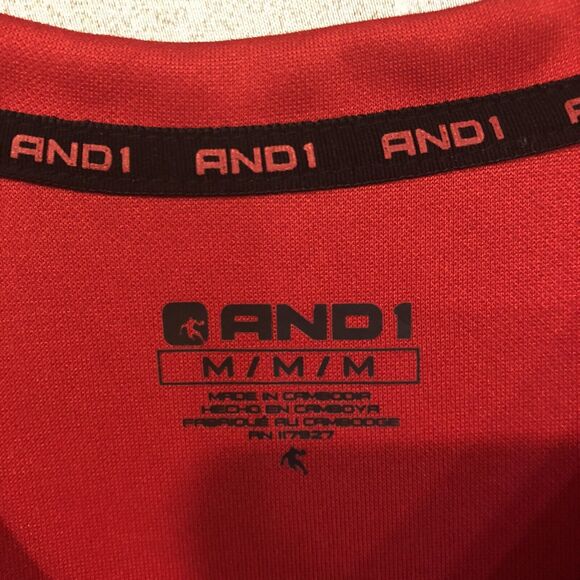 AND1 AND1 AND1
AND1
M/M/M
MADE IN CAMBODIA
HECHO EN CAMBOYA
FABRIQUÉ AU CAMBODGE
RN 117927